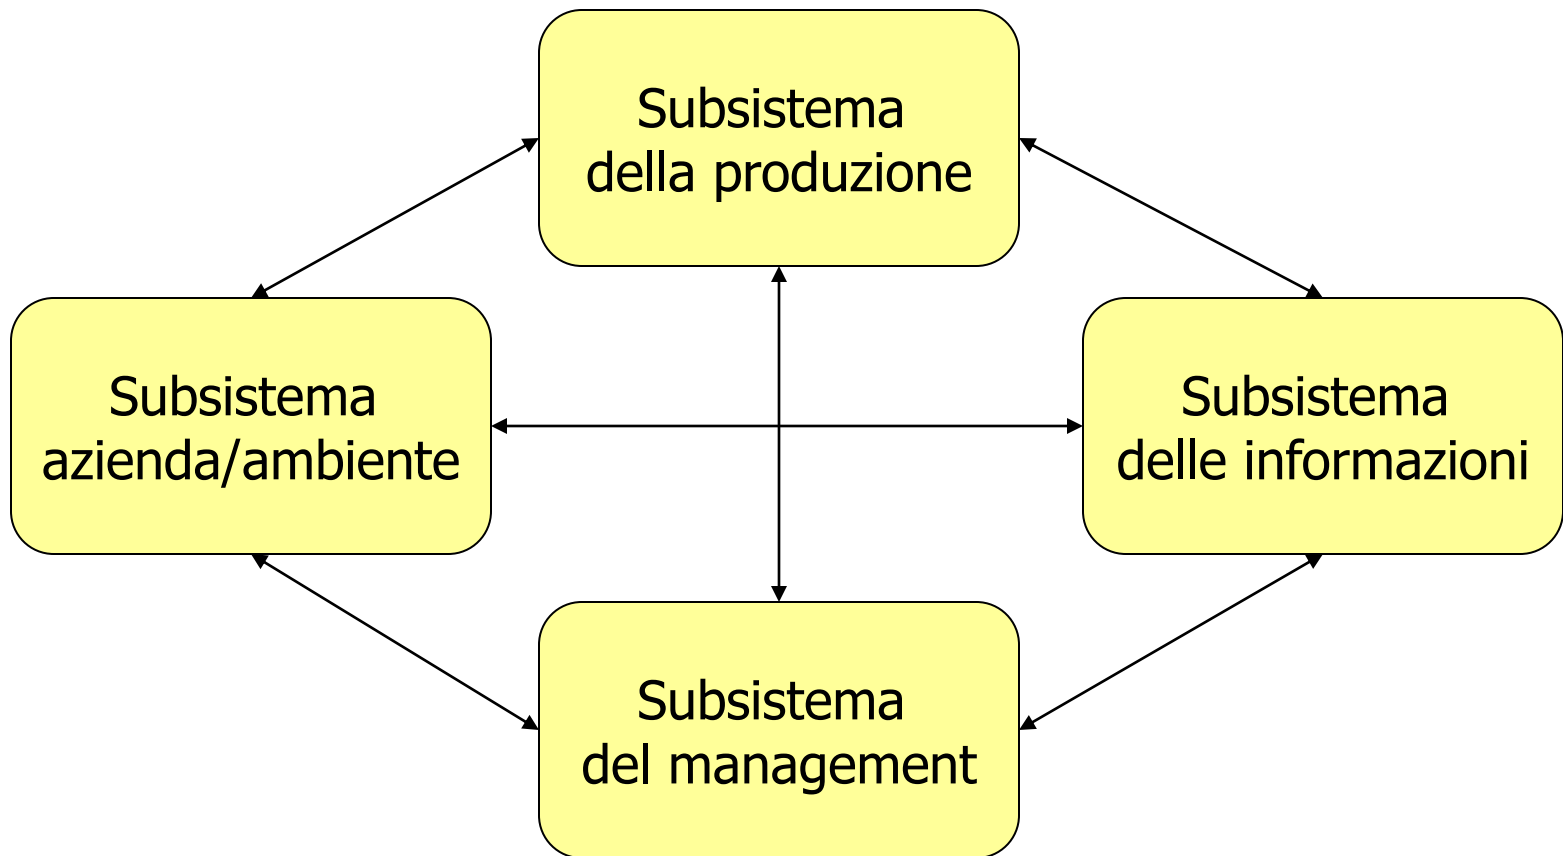 Subsistema
della produzione
Subsistema
azienda/ambiente
Subsistema
delle informazioni
Subsistema
del management